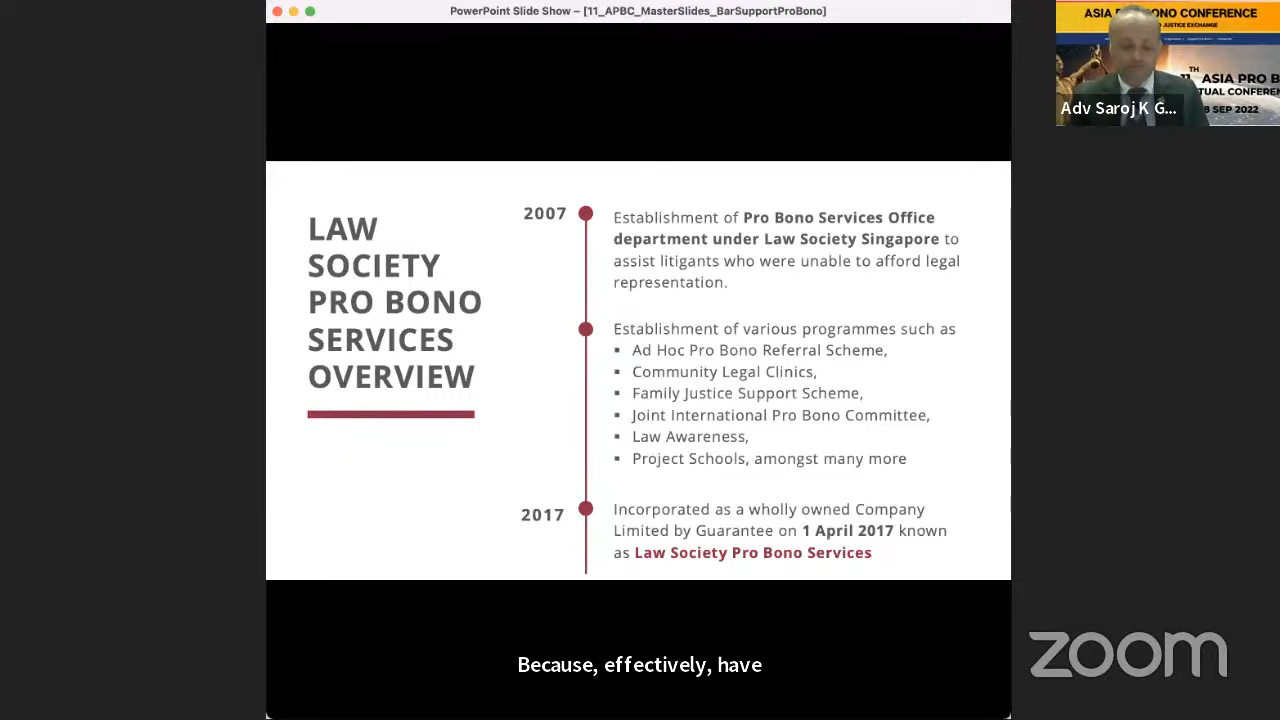 PowerPoint Slide Show – [11_APBC_MasterSlides_BarSupportProBono]
LAW
SOCIETY
PRO BONO
SERVICES
OVERVIEW
2007
Establishment of Pro Bono Services Office
department under Law Society Singapore to
assist litigants who were unable to afford legal
representation.
Establishment of various programmes such as
▪ Ad Hoc Pro Bono Referral Scheme,
▪ Community Legal Clinics,
▪ Family Justice Support Scheme,
▪ Joint International Pro Bono Committee,
▪ Law Awareness,
▪ Project Schools, amongst many more
2017
Incorporated as a wholly owned Company
Limited by Guarantee on 1 April 2017 known
as Law Society Pro Bono Services
ASIA CONFERENCE
JUSTICE EXCHANGE
TH
11 ASIA PRO B
CONFEREN
SEP 2022
Adv Saroj K G...
Because, effectively, have
zoom